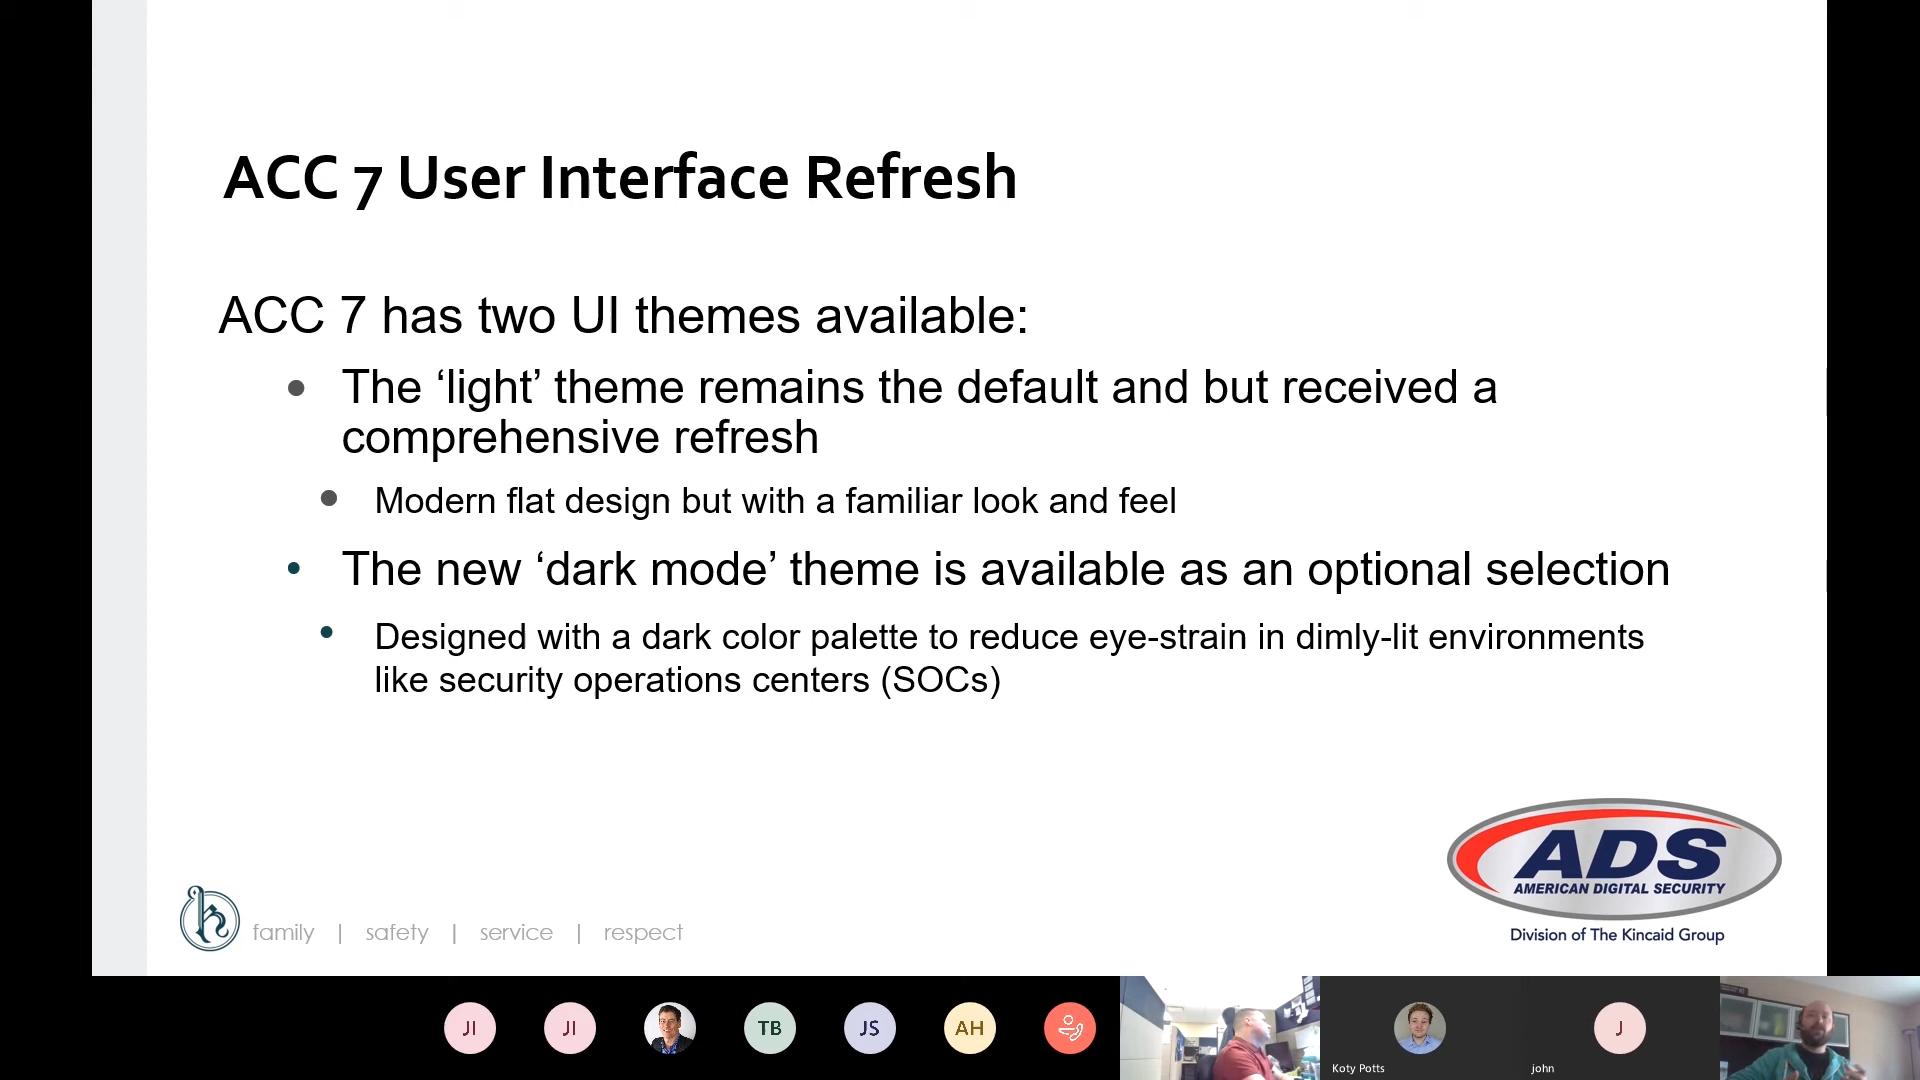 ACC 7 User Interface Refresh
ACC 7 has two UI themes available:
The ‘light’ theme remains the default and but received a
comprehensive refresh
Modern flat design but with a familiar look and feel
The new ‘dark mode’ theme is available as an optional selection
Designed with a dark color palette to reduce eye-strain in dimly-lit environments
like security operations centers (SOCs)
ADS
AMERICAN DIGITAL SECURITY
Division of The Kincaid Group
family | safety | service | respect
JI JI TB JS AH J
Koty Potts john